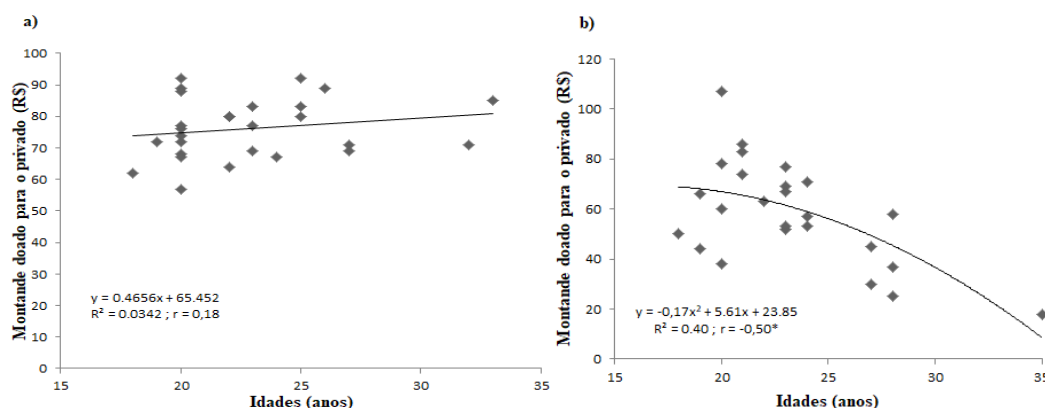 a)
Montande doado para o privado (R$)
100
90
80
70
60
50
40
30
20
10
0
y = 0.4656x + 65.452
R² = 0.0342 ; r = 0,18
15
20
25
30
35
Idades (anos)
b)
Montande doado para o privado (R$)
120
100
80
60
40
20
0
y = -0,17x² + 5.61x + 23.85
R² = 0.40 ; r = -0,50*
15
20
25
30
35
Idades (anos)